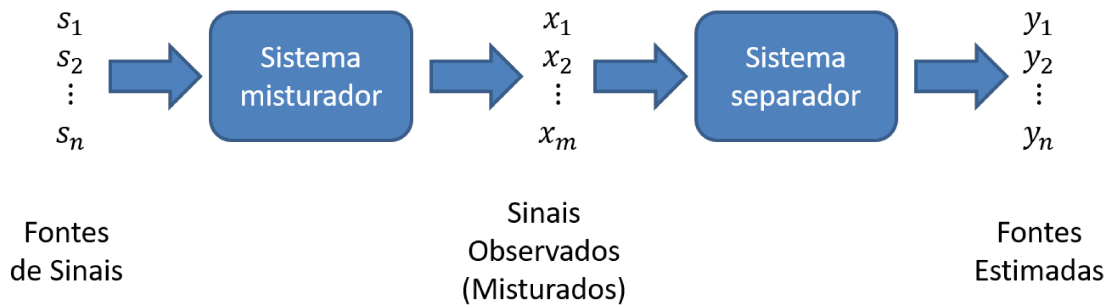 s₁
s₂
⋮
sₙ
Sistema
misturador
x₁
x₂
⋮
xₘ
Sistema
separador
y₁
y₂
⋮
yₙ
Fontes
de Sinais
Sinais
Observados
(Misturados)
Fontes
Estimadas